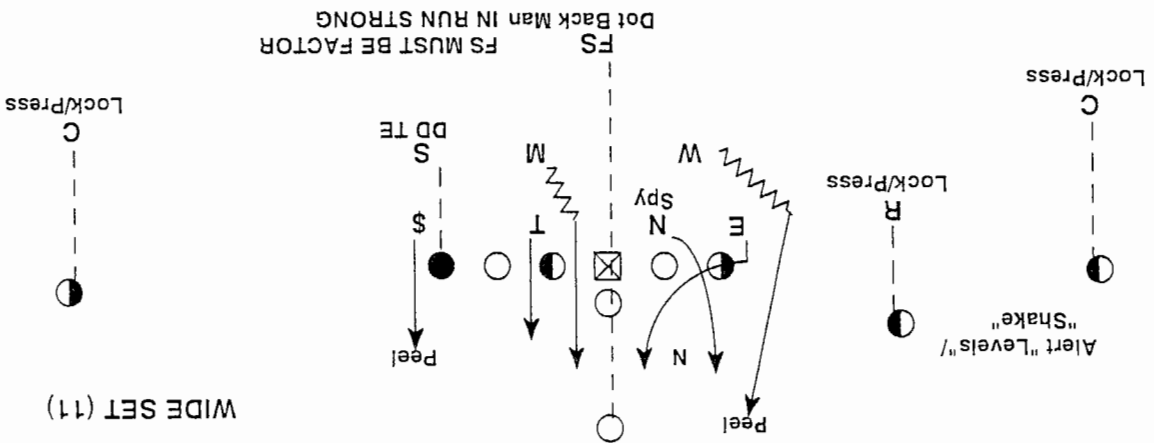 WIDE SET (11)
Peel
N
Peel
Alert "Levels"/
"Shake"
E
N
Spy
T
$
R
Lock/Press
W
M
S
DD TE
C
Lock/Press
C
Lock/Press
FS
Dot Back Man
FS MUST BE FACTOR
IN RUN STRONG